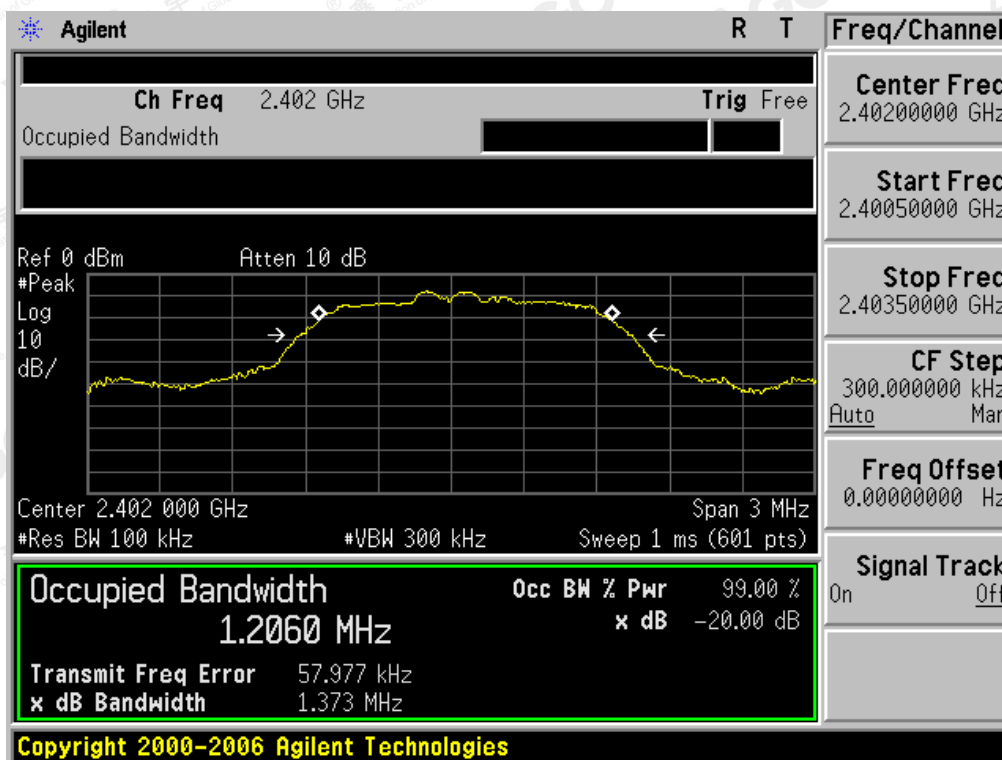 Agilent
R T
Freq/Channel
Ch Freq 2.402 GHz
Trig Free
Occupied Bandwidth
Center Freq
2.40200000 GHz
Start Freq
2.40050000 GHz
Stop Freq
2.40350000 GHz
CF Step
300.000000 kHz
Auto Man
Freq Offset
0.00000000 Hz
Signal Track
On Off
Ref 0 dBm
Atten 10 dB
#Peak
Log
10
dB/
Center 2.402 000 GHz
Span 3 MHz
#Res BW 100 kHz
#VBW 300 kHz
Sweep 1 ms (601 pts)
Occupied Bandwidth
1.2060 MHz
Occ BW % Pwr 99.00 %
x dB -20.00 dB
Transmit Freq Error 57.977 kHz
x dB Bandwidth 1.373 MHz
Copyright 2000-2006 Agilent Technologies